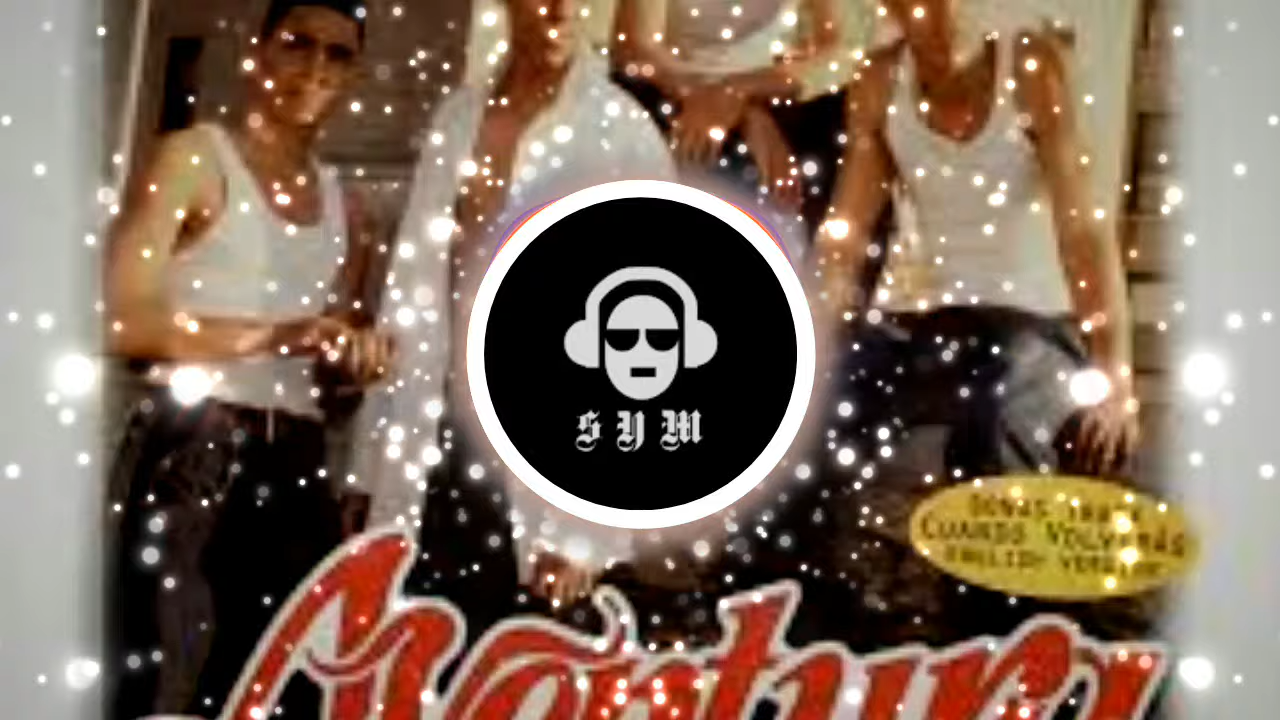 S Y M
BONUS TRACK
CUANDO VOLVERÁS
ENGLISH VERSION
Aventura